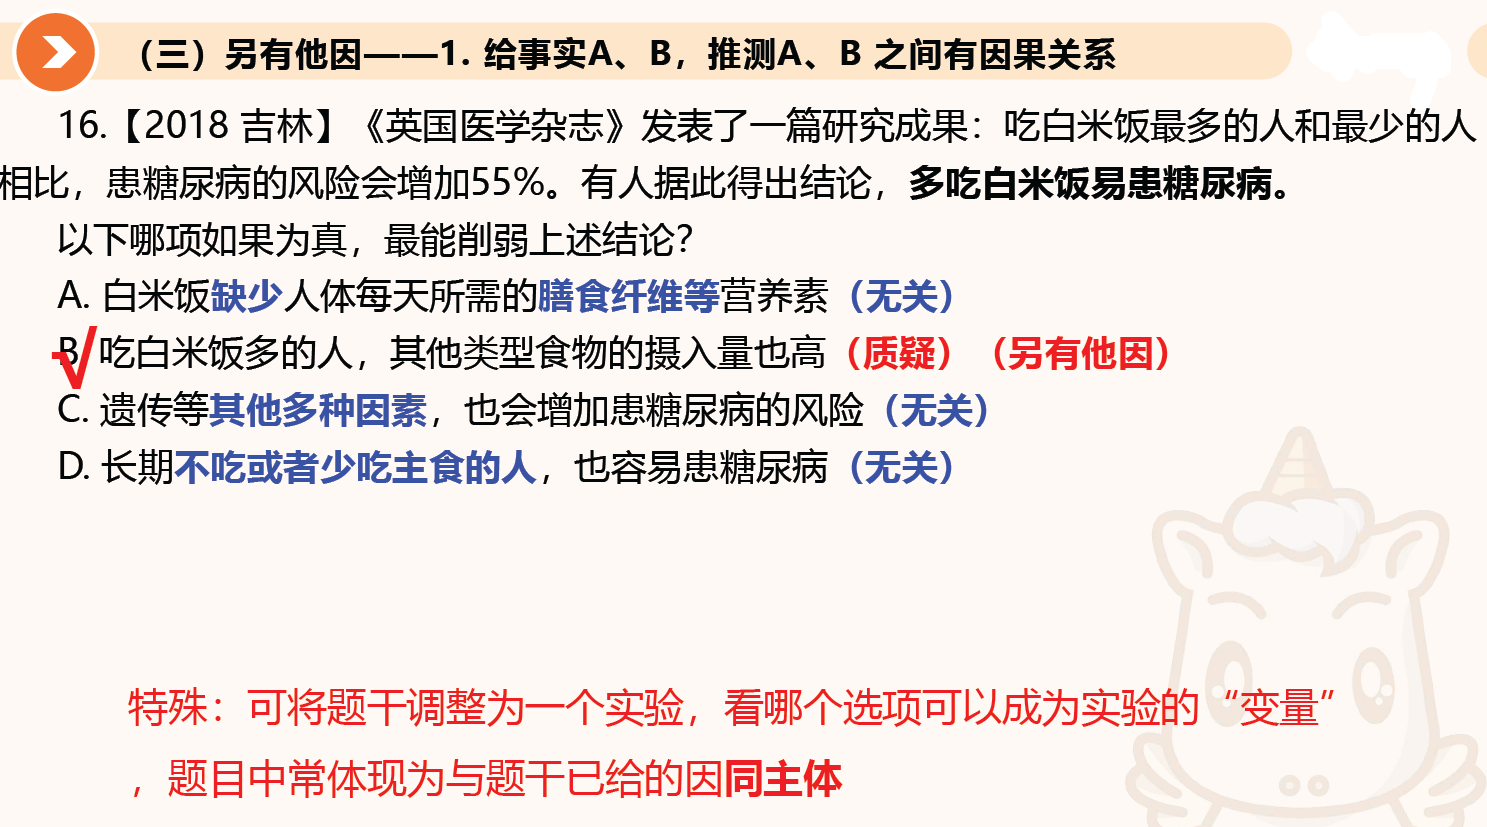 （三）另有他因——1. 给事实A、B，推测A、B 之间有因果关系
16.【2018 吉林】《英国医学杂志》发表了一篇研究成果：吃白米饭最多的人和最少的人
相比，患糖尿病的风险会增加55%。有人据此得出结论，多吃白米饭易患糖尿病。
以下哪项如果为真，最能削弱上述结论？
A. 白米饭缺少人体每天所需的膳食纤维等营养素（无关）
B. 吃白米饭多的人，其他类型食物的摄入量也高（质疑）（另有他因）
C. 遗传等其他多种因素，也会增加患糖尿病的风险（无关）
D. 长期不吃或者少吃主食的人，也容易患糖尿病（无关）
特殊：可将题干调整为一个实验，看哪个选项可以成为实验的“变量”
，题目中常体现为与题干已给的因同主体